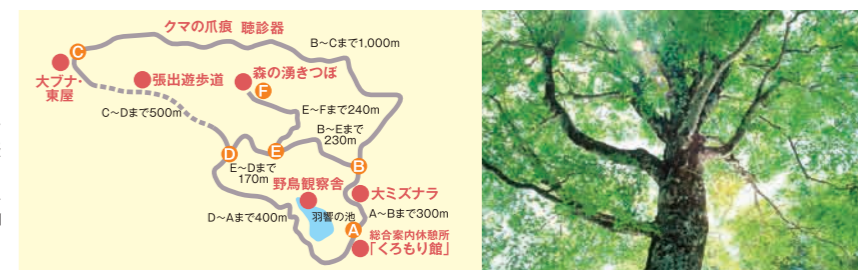 クマの爪痕 聴診器
B～Cまで1,000m
C
大ブナ・
東屋
張出遊歩道
森の湧きつぼ
F
C～Dまで500m
E～Fまで240m
B～Eまで
230m
D
E
B
E～Dまで
170m
野鳥観察舎
大ミズナラ
D～Aまで400m
羽響の池
A～Bまで300m
A
総合案内休憩所
「くろもり館」